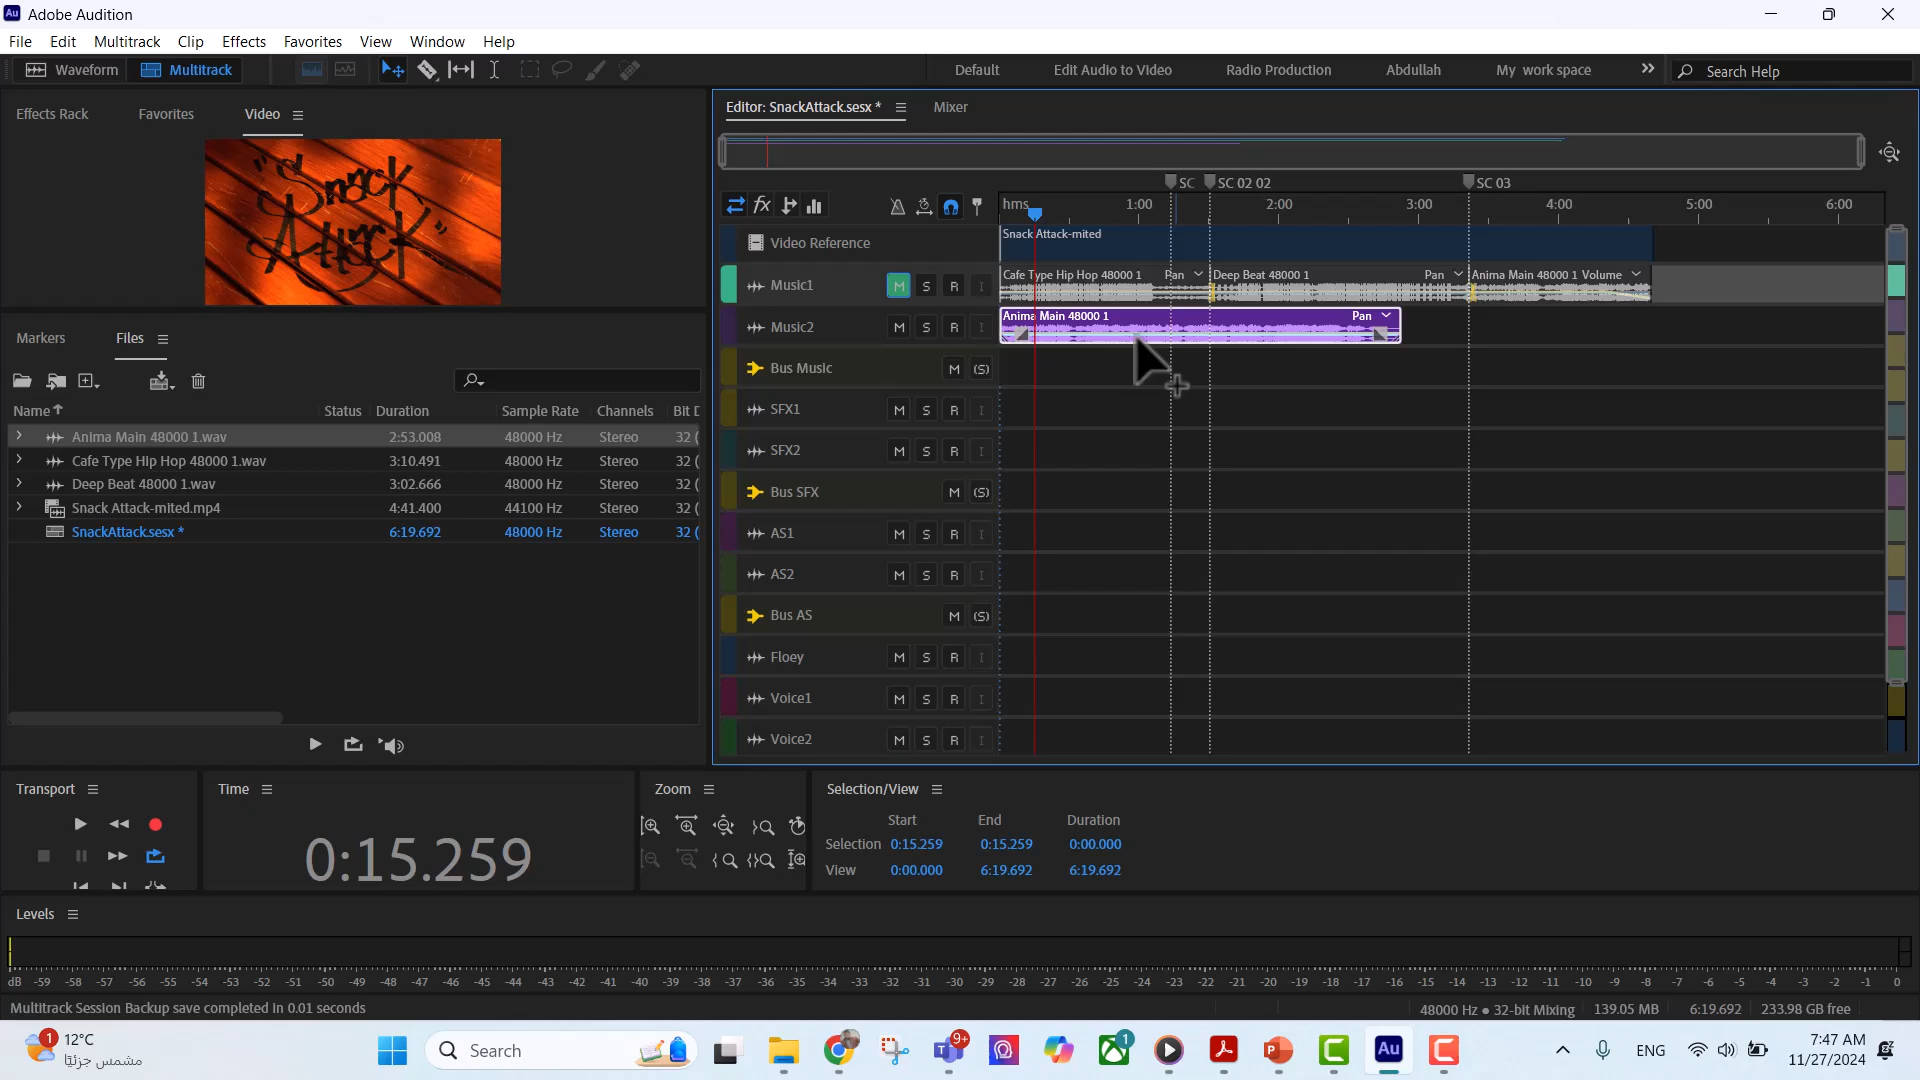 Adobe Audition
File Edit Multitrack Clip Effects Favorites View Window Help
Waveform Multitrack Default Edit Audio to Video Radio Production Abdullah My work space Search Help
Effects Rack Favorites Video
"Snack Attack"
Editor: SnackAttack.sesx * Mixer
SC SC 02 02 SC 03
hms 1:00 2:00 3:00 4:00 5:00 6:00
Video Reference Snack Attack-mited
Music1 M S R I Cafe Type Hip Hop 48000 1 Pan Deep Beat 48000 1 Pan Anima Main 48000 1 Volume
Music2 M S R I Anima Main 48000 1 Pan
Bus Music M (S)
SFX1 M S R I
SFX2 M S R I
Bus SFX M (S)
AS1 M S R I
AS2 M S R I
Bus AS M (S)
Floey M S R I
Voice1 M S R I
Voice2 M S R I
Markers Files
Name Status Duration Sample Rate Channels Bit D
Anima Main 48000 1.wav 2:53.008 48000 Hz Stereo 32 (
Cafe Type HIp Hop 48000 1.wav 3:10.491 48000 Hz Stereo 32 (
Deep Beat 48000 1.wav 3:02.666 48000 Hz Stereo 32 (
Snack Attack-mited.mp4 4:41.400 44100 Hz Stereo 32 (
SnackAttack.sesx * 6:19.692 48000 Hz Stereo 32 (
Transport Time Zoom Selection/View
0:15.259
Start End Duration
Selection 0:15.259 0:15.259 0:00.000
View 0:00.000 6:19.692 6:19.692
Levels
dB -59 -58 -57 -56 -55 -54 -53 -52 -51 -50 -49 -48 -47 -46 -45 -44 -43 -42 -41 -40 -39 -38 -37 -36 -35 -34 -33 -32 -31 -30 -29 -28 -27 -26 -25 -24 -23 -22 -21 -20 -19 -18 -17 -16 -15 -14 -13 -12 -11 -10 -9 -8 -7 -6 -5 -4 -3 -2 -1 0
Multitrack Session Backup save completed in 0.01 seconds 48000 Hz ● 32-bit Mixing 139.05 MB 6:19.692 233.98 GB free
1 12°C
مشمس جزئيًا
Search 9+ 1 Au ENG
7:47 AM
11/27/2024